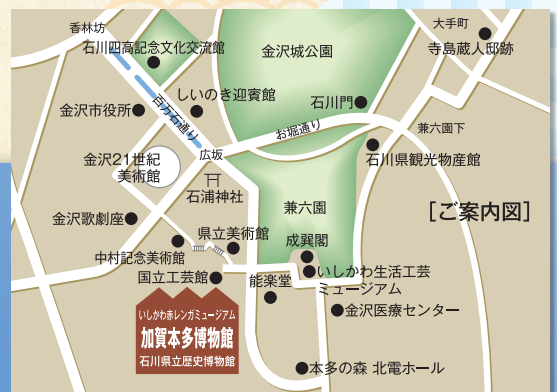 大手町
香林坊
寺島蔵人邸跡
石川四高記念文化交流館
金沢城公園
しいのき迎賓館
石川門
金沢市役所
百万石通り
お堀通り
兼六園下
広坂
金沢21世紀
美術館
石川県観光物産館
石浦神社
兼六園
[ご案内図]
金沢歌劇座
県立美術館
成巽閣
中村記念美術館
国立工芸館
能楽堂
いしかわ生活工芸
ミュージアム
いしかわ赤レンガミュージアム
加賀本多博物館
石川県立歴史博物館
金沢医療センター
本多の森 北電ホール